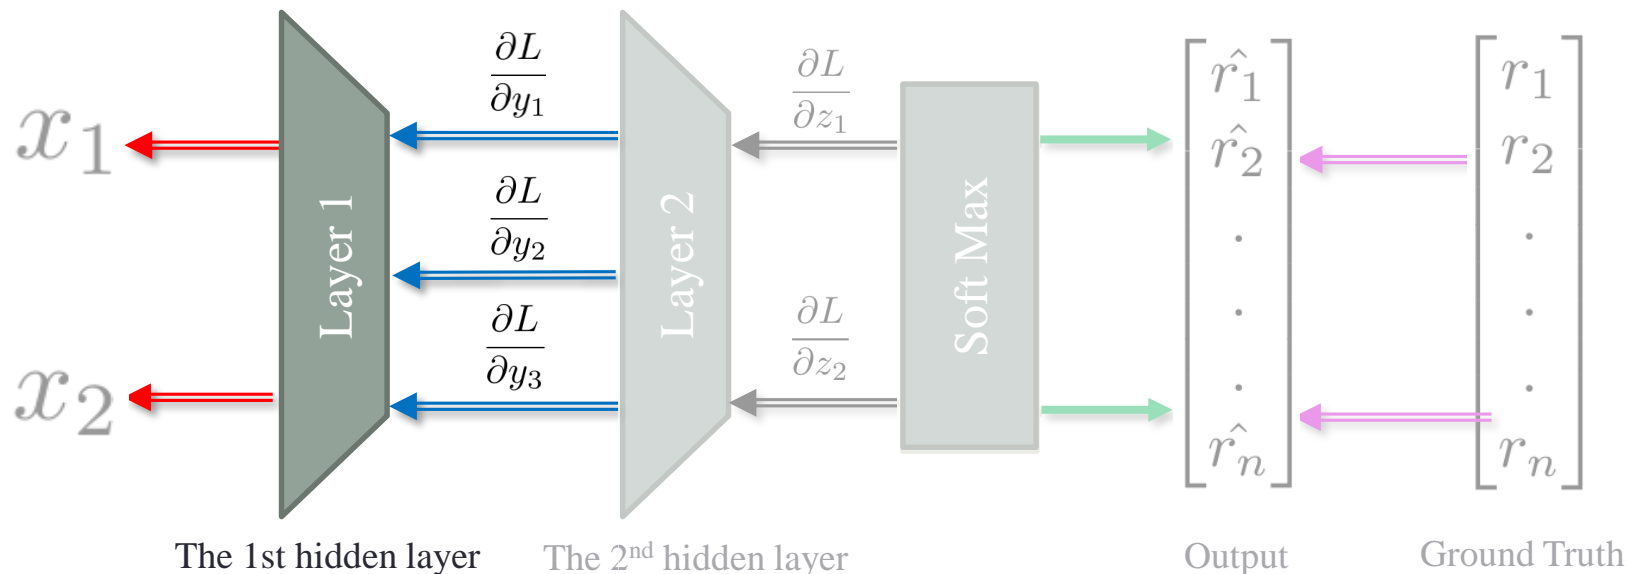 x₁
x₂
Layer 1
∂L/∂y₁
∂L/∂y₂
∂L/∂y₃
Layer 2
∂L/∂z₁
∂L/∂z₂
Soft Max
r̂₁
r̂₂
.
.
.
r̂ₙ
r₁
r₂
.
.
.
rₙ
The 1st hidden layer
The 2ⁿᵈ hidden layer
Output
Ground Truth